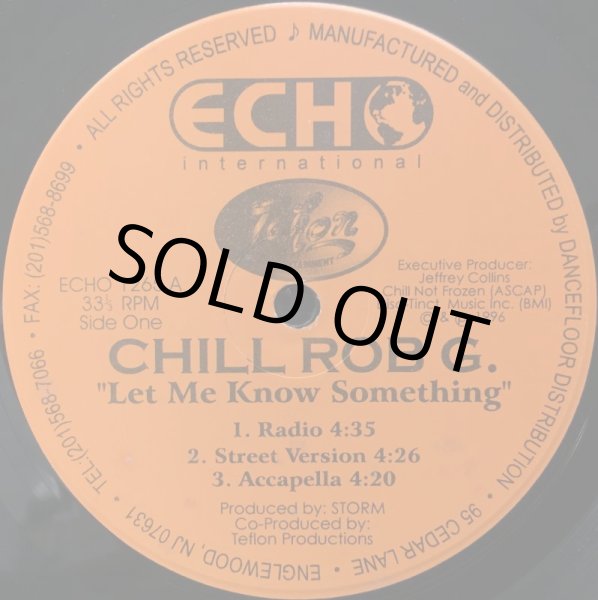 ALL RIGHTS RESERVED ♪ MANUFACTURED and DISTRIBUTED by DANCEFLOOR DISTRIBUTION • 95 CEDAR LANE • ENGLEWOOD, NJ 07631 • TEL:(201)568-7066 • FAX: (201)568-8699 •
ECHO
international
Teflon
ECHO
33⅓ RPM
Side One
Executive Producer:
Jeffrey Collins
Chill Not Frozen (ASCAP)
Tinct. Music Inc. (BMI)
1996
SOLD OUT
CHILL ROB G.
"Let Me Know Something"
1. Radio 4:35
2. Street Version 4:26
3. Accapella 4:20
Produced by: STORM
Co-Produced by:
Teflon Productions